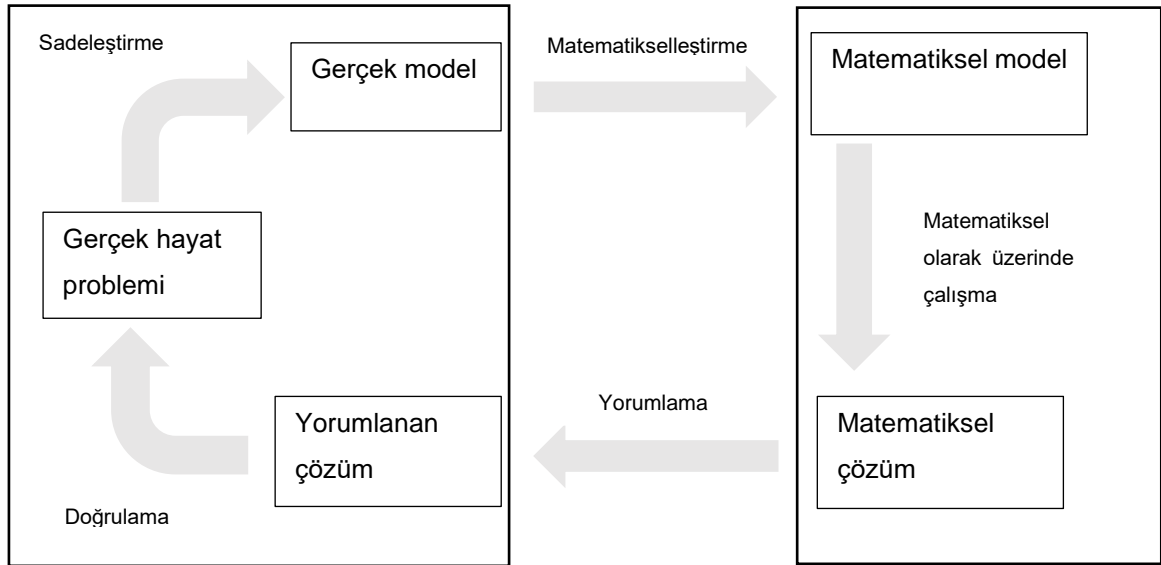 Sadeleştirme
Gerçek model
Matematikselleştirme
Matematiksel model
Gerçek hayat
problemi
Matematiksel
olarak üzerinde
çalışma
Yorumlama
Yorumlanan
çözüm
Matematiksel
çözüm
Doğrulama